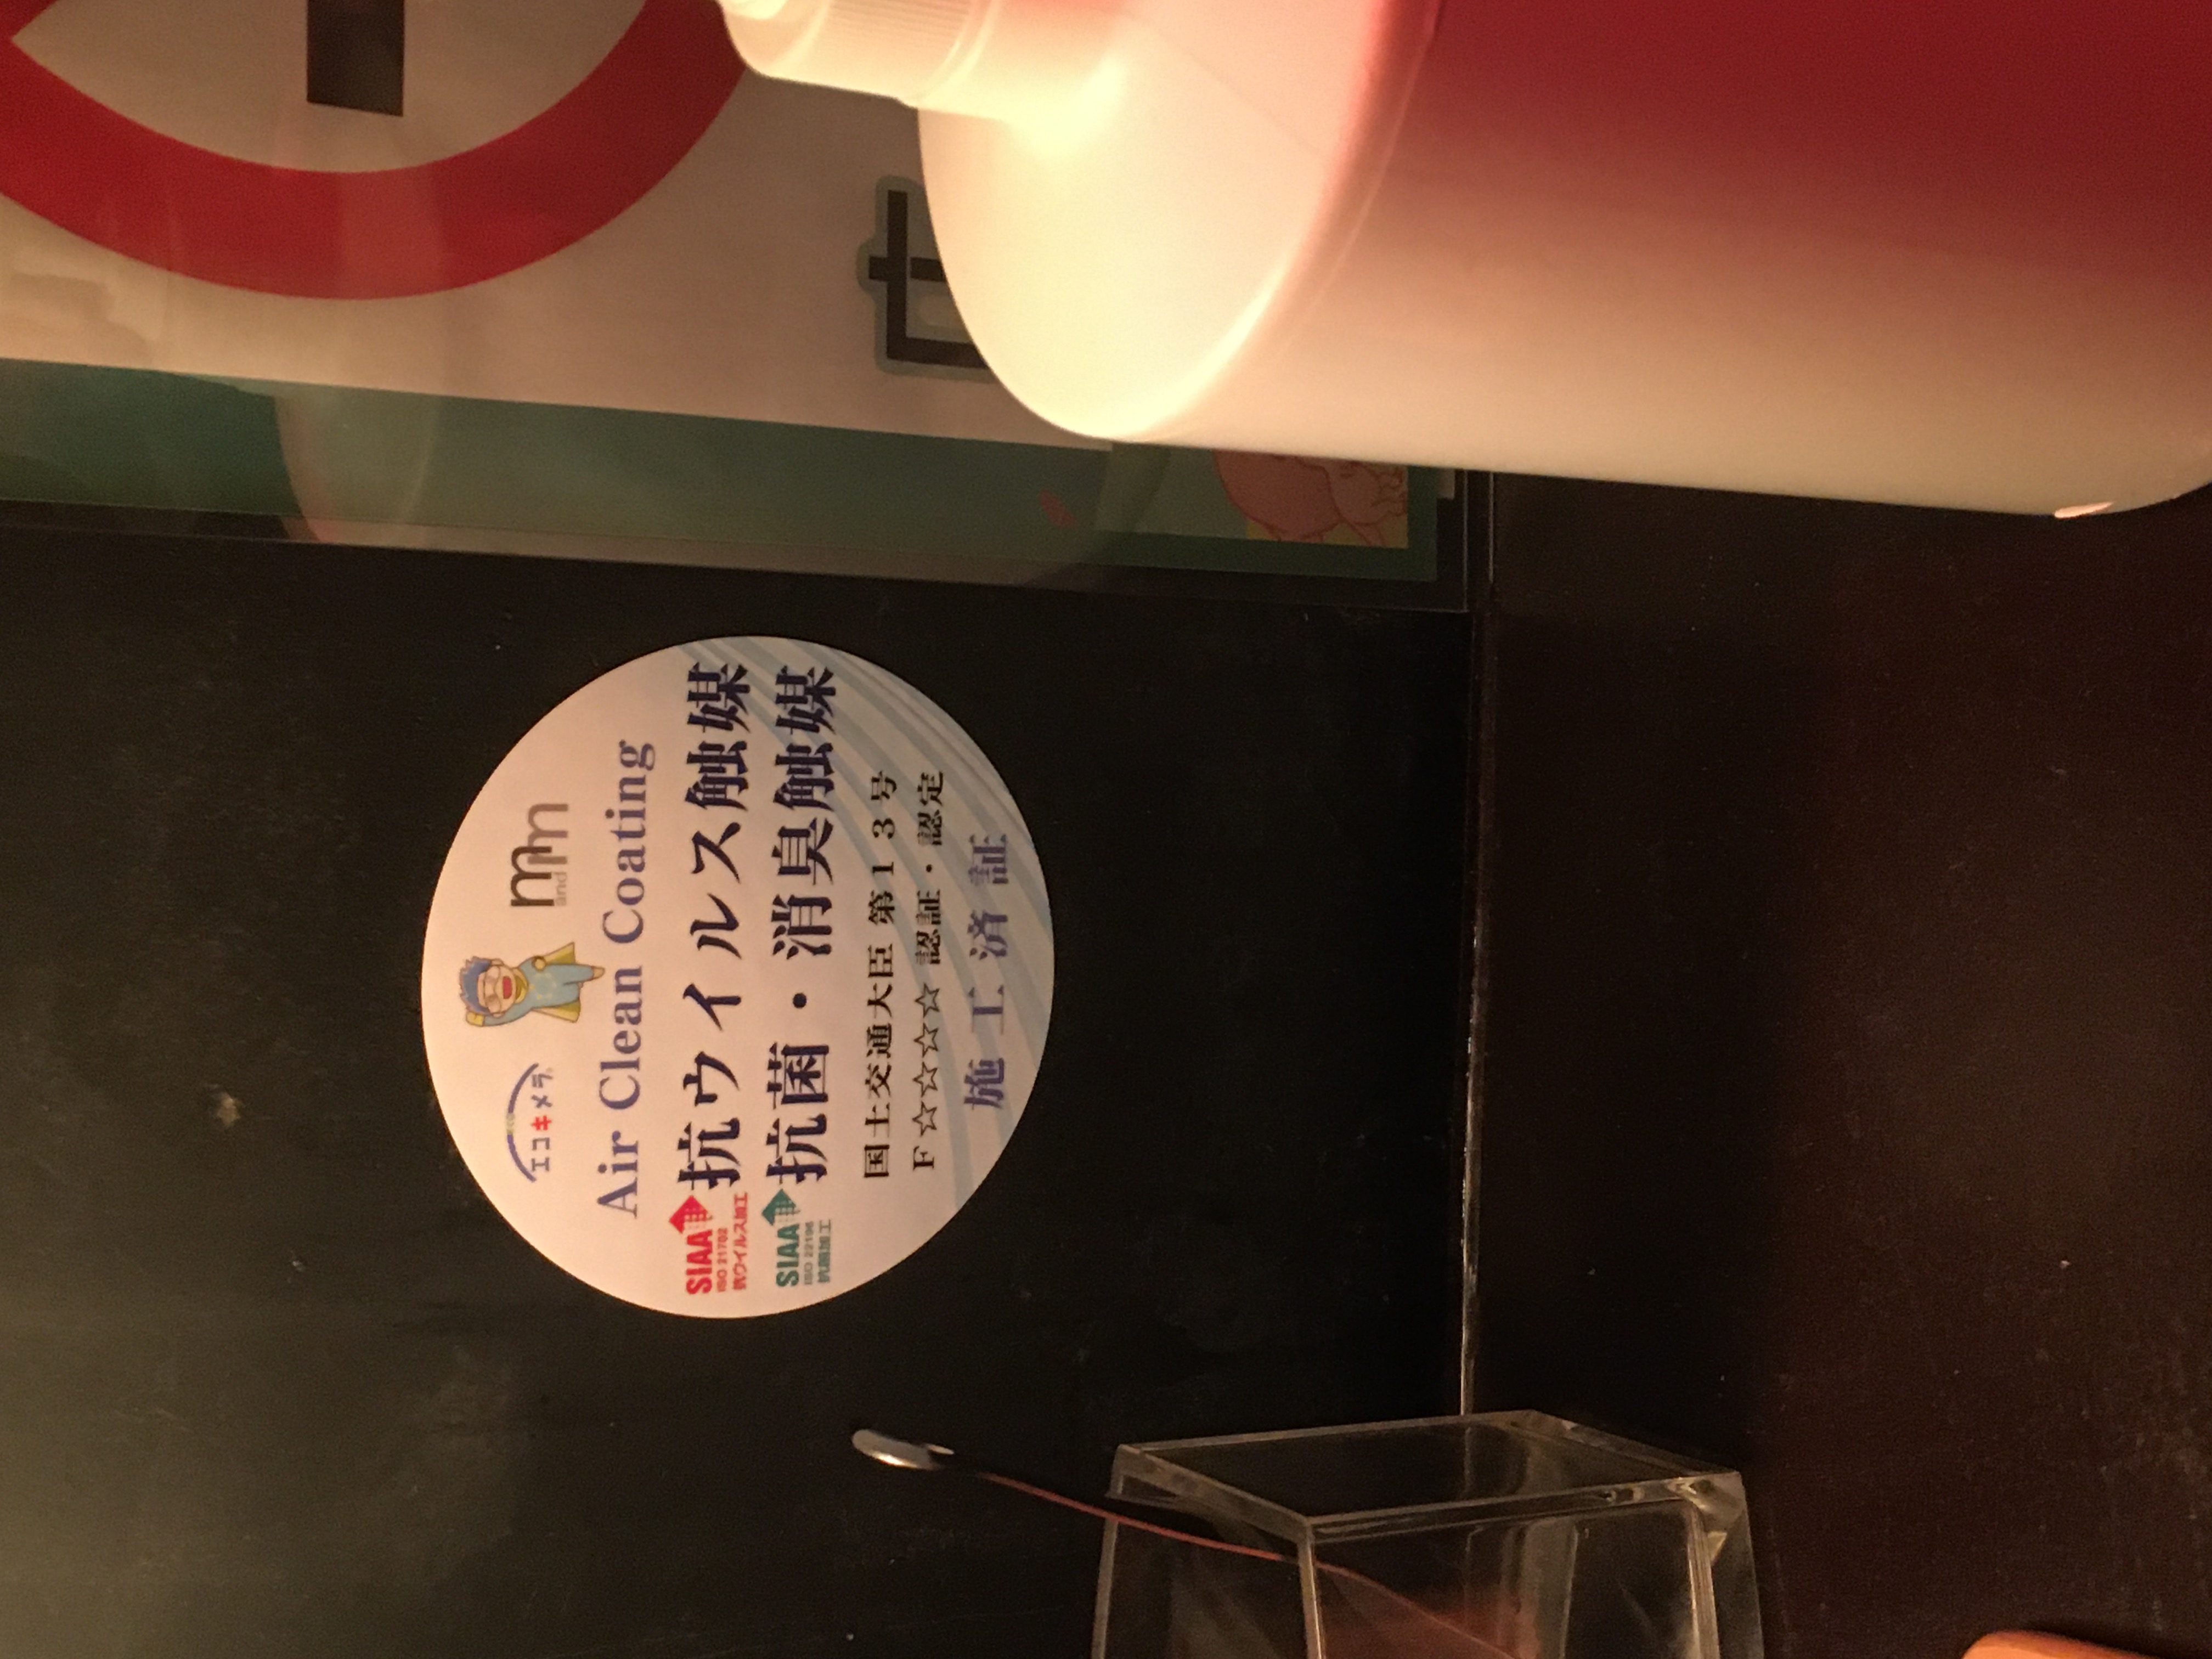 エコキメラ
m and m
Air Clean Coating
SIAA
ISO 21702
抗ウイルス加工
抗ウイルス触媒
SIAA
ISO 22196
抗菌加工
抗菌・消臭触媒
国土交通大臣 第13号
F☆☆☆☆ 認証・認定
施工済証